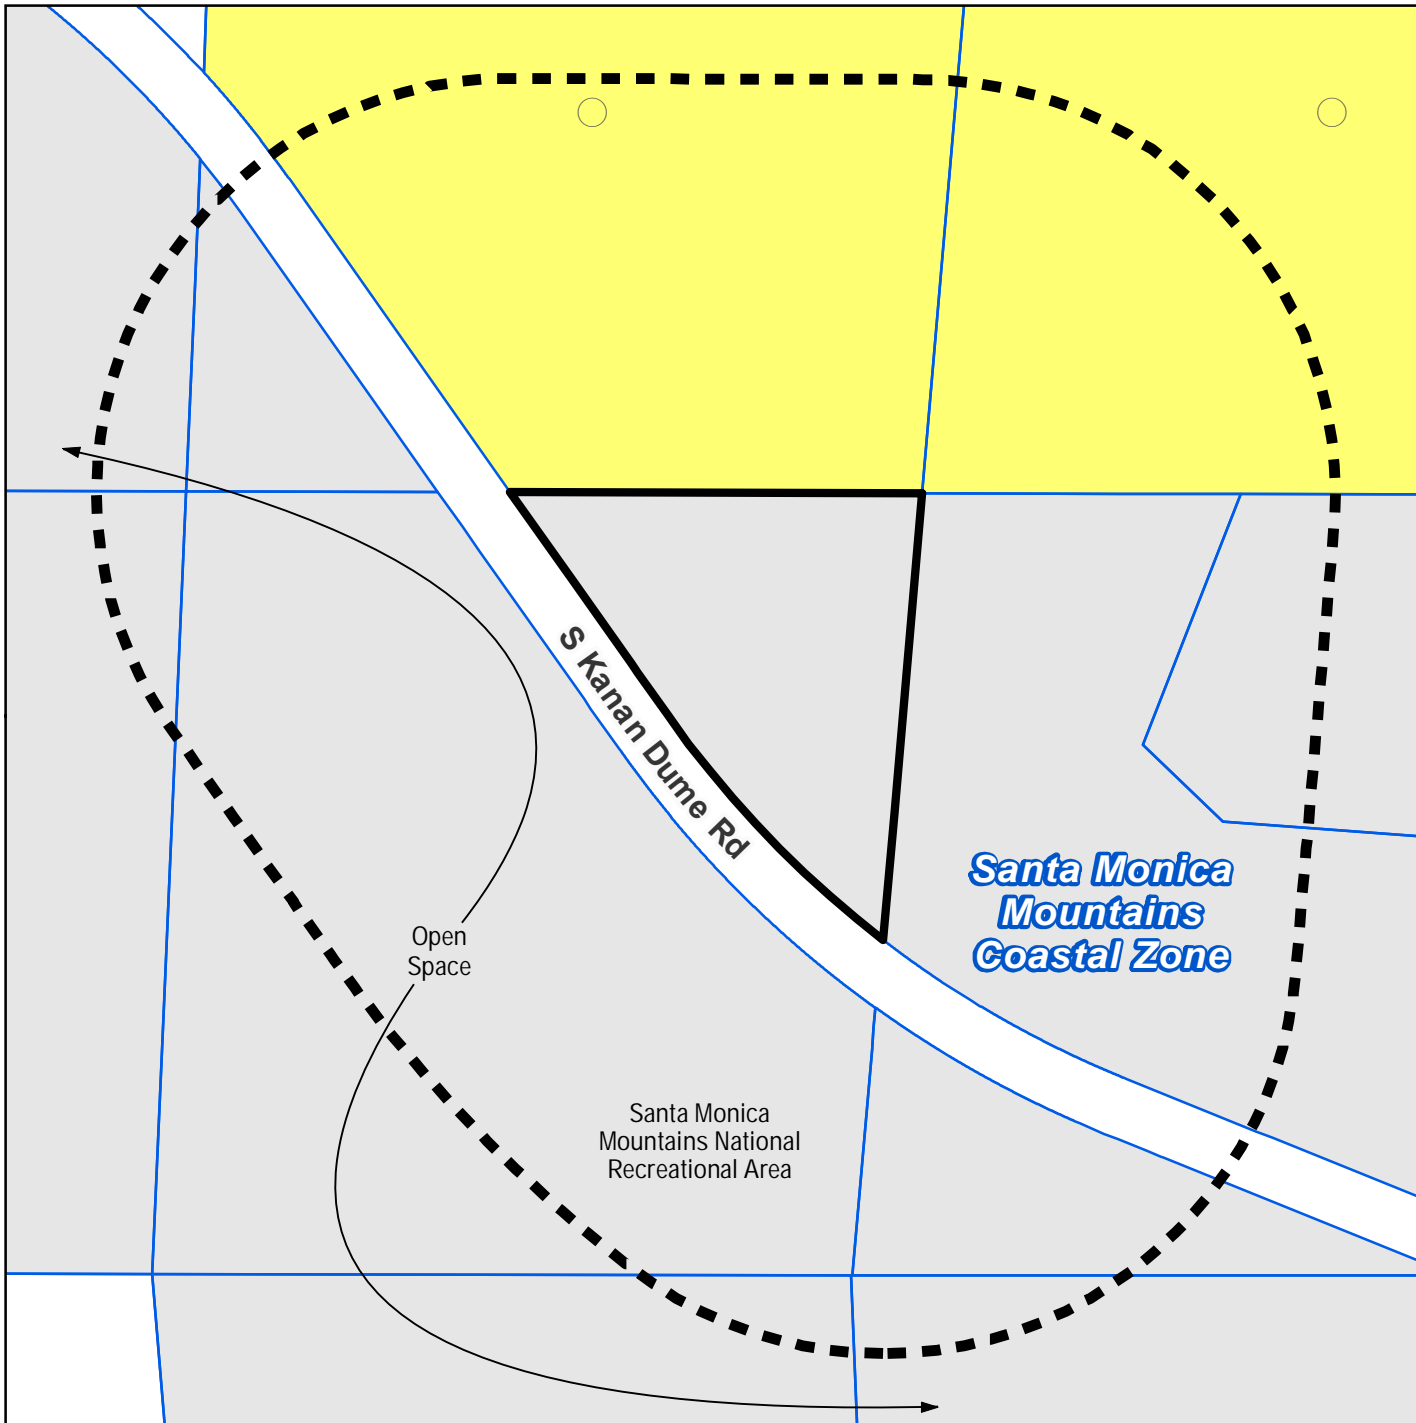 S Kanan Dume Rd
Santa Monica
Mountains
Coastal Zone
Open
Space
Santa Monica
Mountains National
Recreational Area